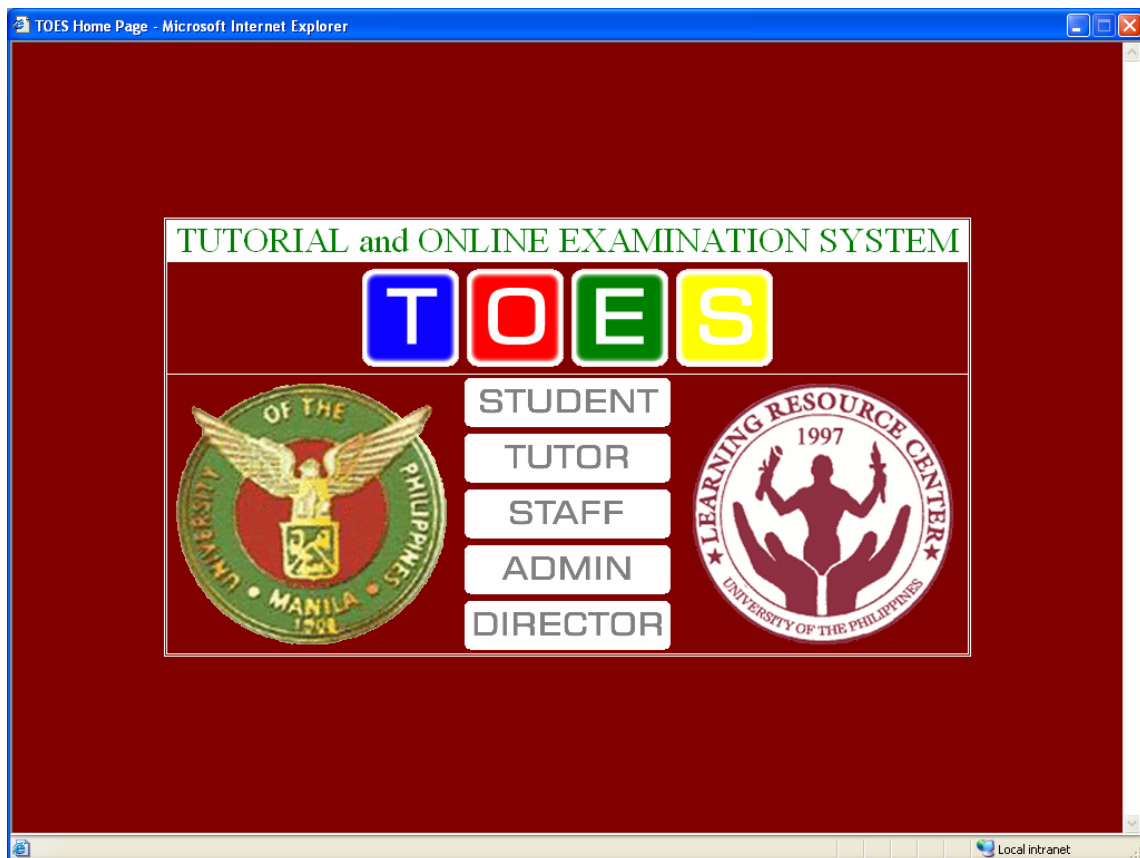 TOES Home Page - Microsoft Internet Explorer
TUTORIAL and ONLINE EXAMINATION SYSTEM
T O E S
UNIVERSITY OF THE PHILIPPINES
MANILA
1908
STUDENT
TUTOR
STAFF
ADMIN
DIRECTOR
LEARNING RESOURCE CENTER
1997
UNIVERSITY OF THE PHILIPPINES
Local intranet